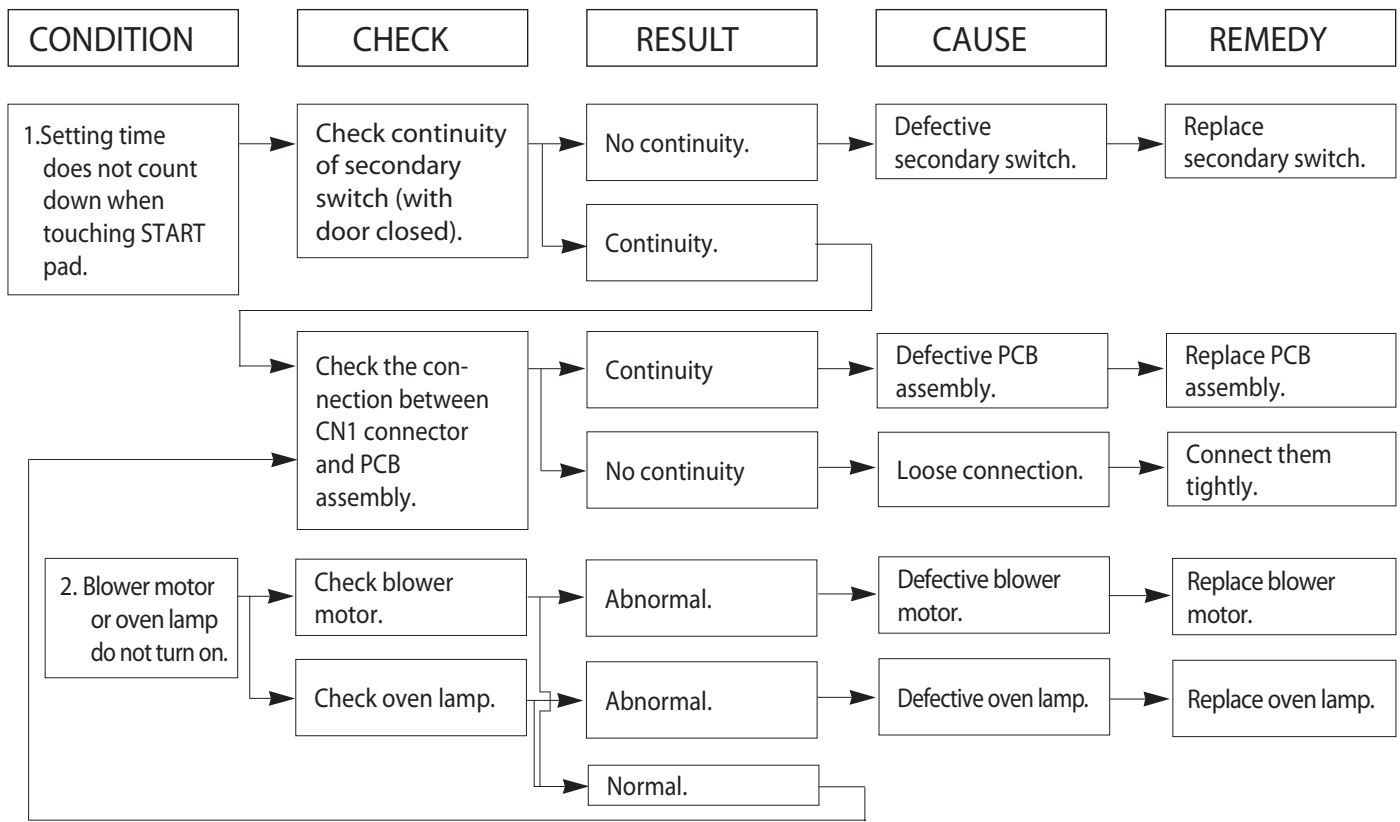 CONDITION
CHECK
RESULT
CAUSE
REMEDY
1.Setting time
does not count
down when
touching START
pad.
Check continuity
of secondary
switch (with
door closed).
No continuity.
Defective
secondary switch.
Replace
secondary switch.
Continuity.
Check the con-
nection between
CN1 connector
and PCB
assembly.
Continuity
Defective PCB
assembly.
Replace PCB
assembly.
No continuity
Loose connection.
Connect them
tightly.
2. Blower motor
or oven lamp
do not turn on.
Check blower
motor.
Abnormal.
Defective blower
motor.
Replace blower
motor.
Check oven lamp.
Abnormal.
Defective oven lamp.
Replace oven lamp.
Normal.